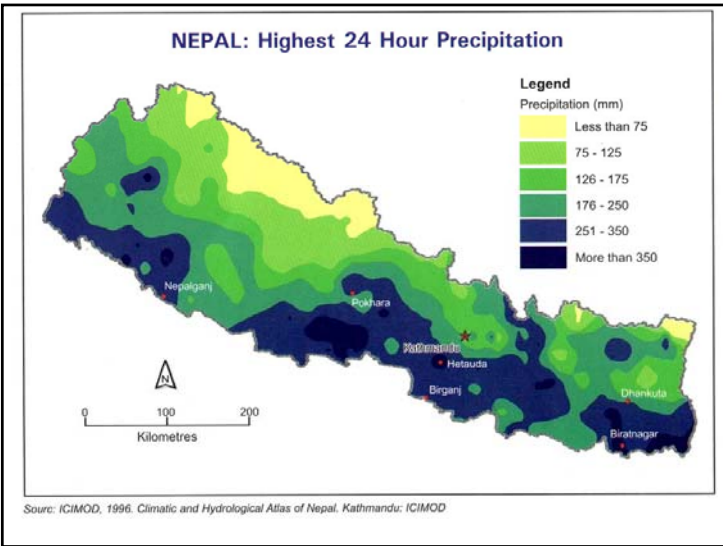 NEPAL: Highest 24 Hour Precipitation
Legend
Precipitation (mm)
Less than 75
75 - 125
126 - 175
176 - 250
251 - 350
More than 350
Nepalganj
Pokhara
Kathmandu
Hetauda
Birganj
Dhankuta
Biratnagar
N
0 100 200
Kilometres
Sourc: ICIMOD, 1996. Climatic and Hydrological Atlas of Nepal. Kathmandu: ICIMOD